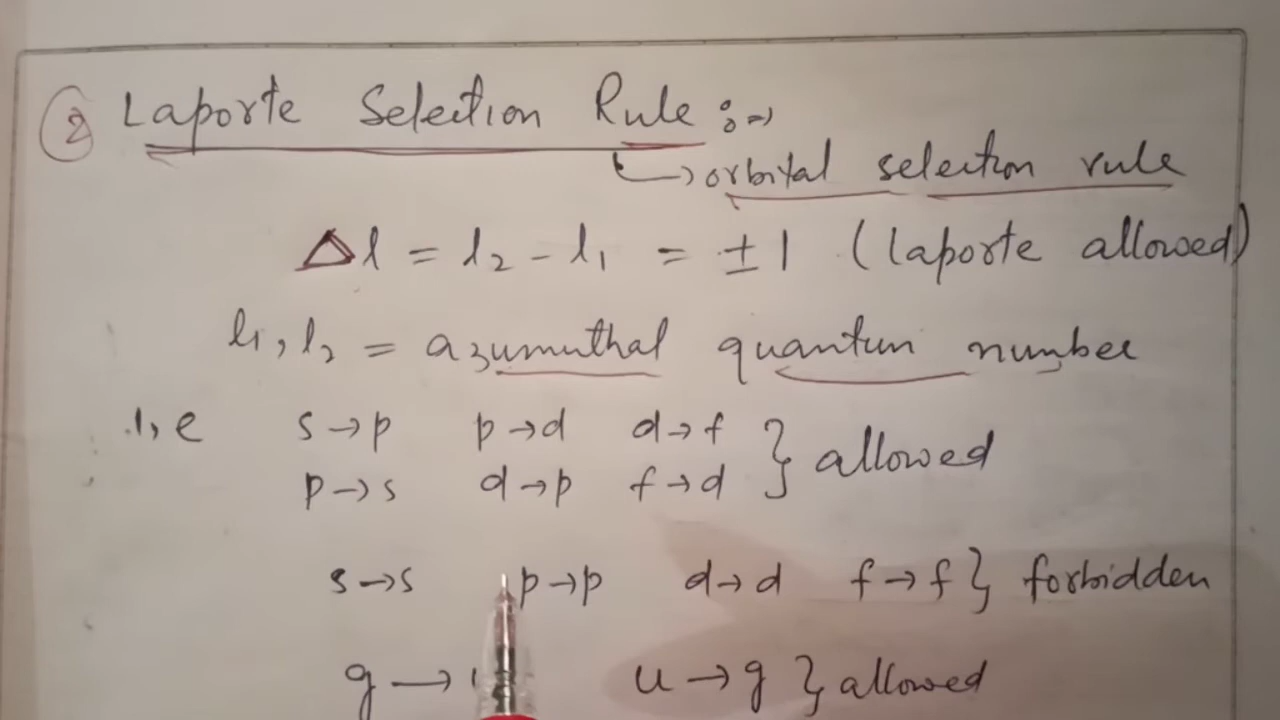 ② Laporte Selection Rule :→
↳ orbital selection rule
Δl = l₂ - l₁ = ±1 (laporte allowed)
l₁, l₂ = azumuthal quantum number
i,e s→p p→d d→f } allowed
p→s d→p f→d
s→s p→p d→d f→f } forbidden
g → u→g } allowed